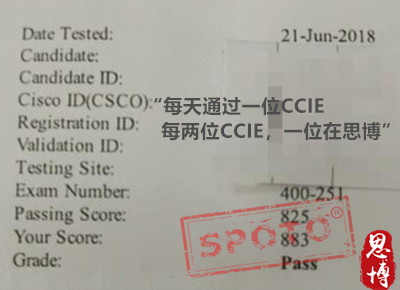 Date Tested: 21-Jun-2018
Candidate:
Candidate ID:
Cisco ID(CSCO):
“每天通过一位CCIE
Registration ID:
每两位CCIE，一位在思博”
Validation ID:
Testing Site:
Exam Number: 400-251
Passing Score: 825
Your Score: 883
Grade: Pass
SPOTO®
思博